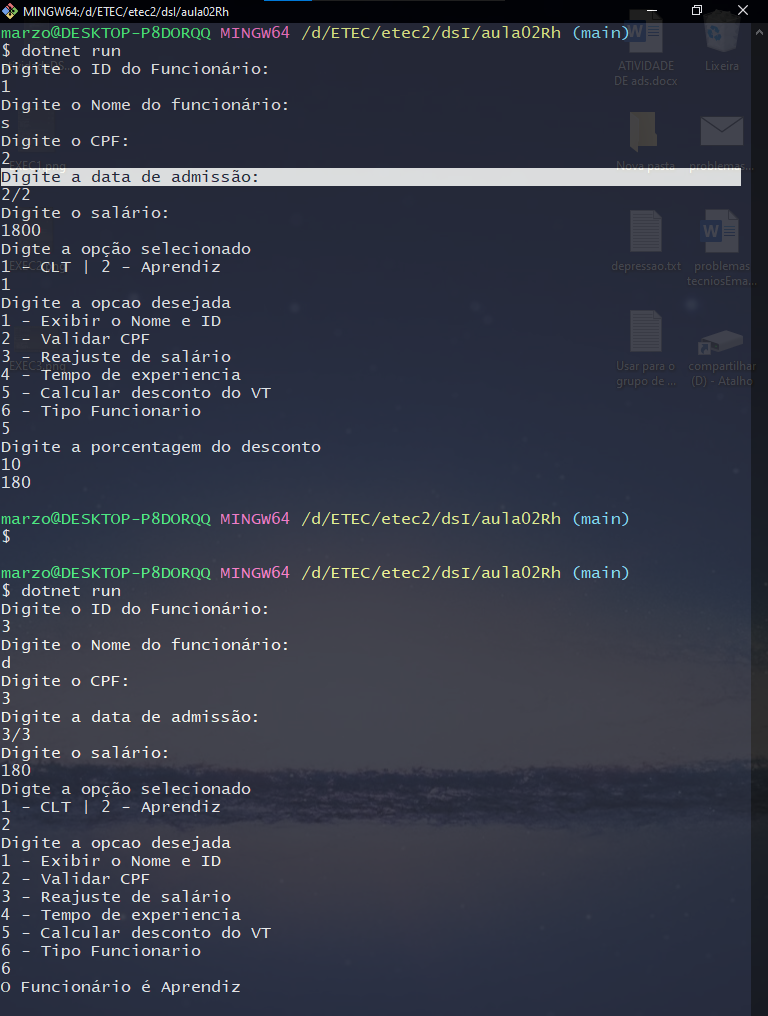 MINGW64:/d/ETEC/etec2/dsI/aula02Rh
marzo@DESKTOP-P8DORQQ MINGW64 /d/ETEC/etec2/dsI/aula02Rh (main)
$ dotnet run
Digite o ID do Funcionário:
1
Digite o Nome do funcionário:
s
Digite o CPF:
2
Digite a data de admissão:
2/2
Digite o salário:
1800
Digte a opção selecionado
1 - CLT | 2 - Aprendiz
1
Digite a opcao desejada
1 - Exibir o Nome e ID
2 - Validar CPF
3 - Reajuste de salário
4 - Tempo de experiencia
5 - Calcular desconto do VT
6 - Tipo Funcionario
5
Digite a porcentagem do desconto
10
180
marzo@DESKTOP-P8DORQQ MINGW64 /d/ETEC/etec2/dsI/aula02Rh (main)
$
marzo@DESKTOP-P8DORQQ MINGW64 /d/ETEC/etec2/dsI/aula02Rh (main)
$ dotnet run
Digite o ID do Funcionário:
3
Digite o Nome do funcionário:
d
Digite o CPF:
3
Digite a data de admissão:
3/3
Digite o salário:
180
Digte a opção selecionado
1 - CLT | 2 - Aprendiz
2
Digite a opcao desejada
1 - Exibir o Nome e ID
2 - Validar CPF
3 - Reajuste de salário
4 - Tempo de experiencia
5 - Calcular desconto do VT
6 - Tipo Funcionario
6
O Funcionário é Aprendiz
ATIVIDADE
DE ads.docx
Lixeira
Nova pasta
problemas...
depressao.txt
problemas
tecniosEma...
Usar para o
grupo de ...
compartilhar
(D) - Atalho
EXEC1.png
EXEC2.png
EXEC3.png